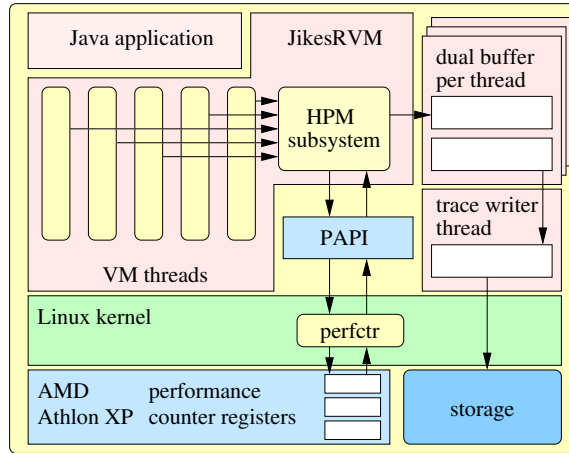 Java application
JikesRVM
dual buffer
per thread
HPM
subsystem
trace writer
thread
PAPI
VM threads
Linux kernel
perfctr
AMD performance
Athlon XP counter registers
storage